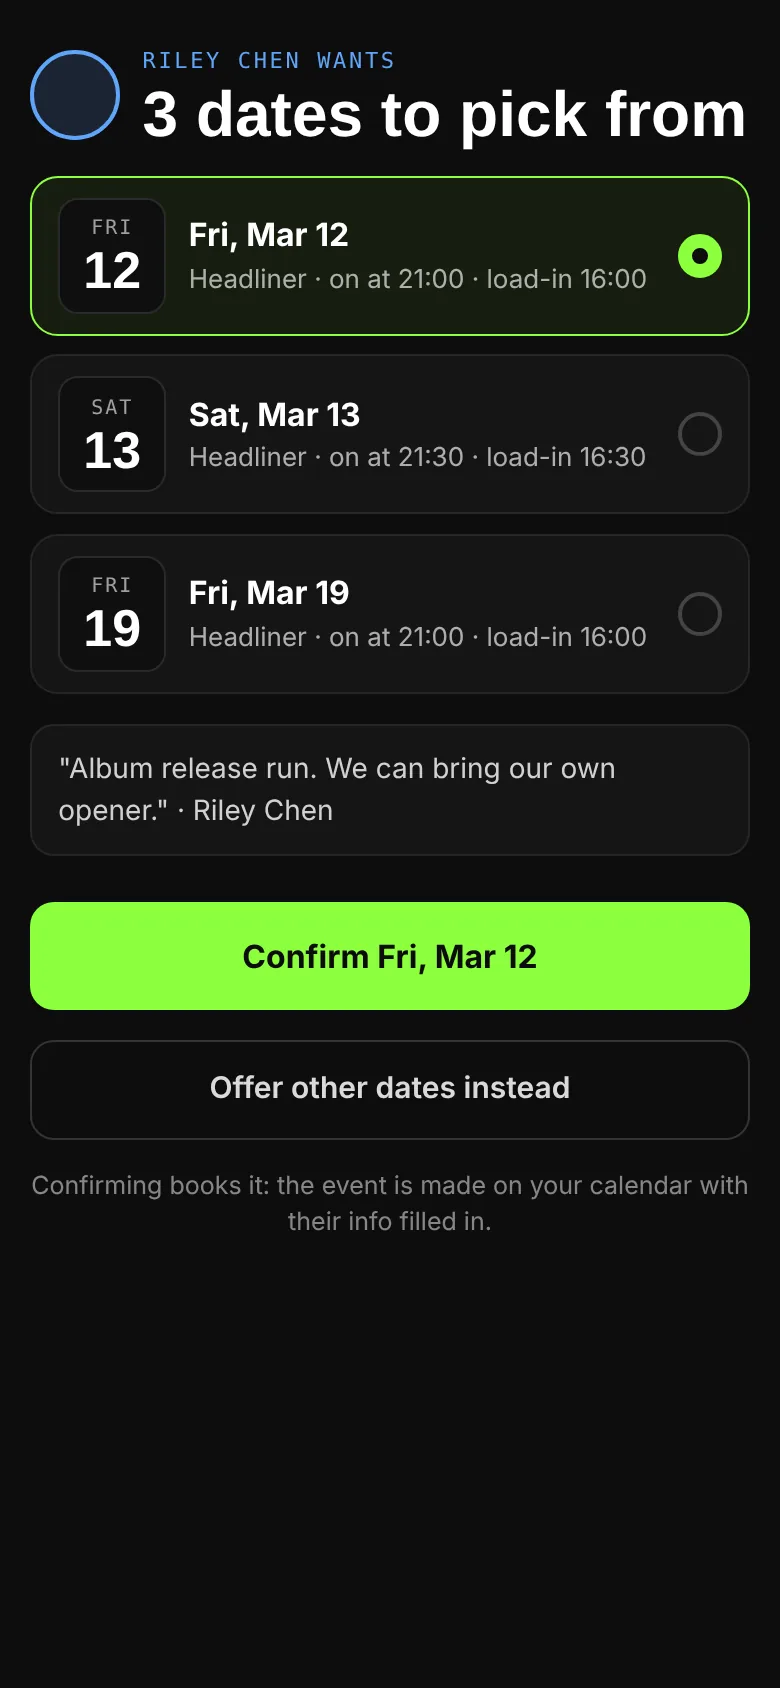 RILEY CHEN WANTS
3 dates to pick from
FRI
12
Fri, Mar 12
Headliner · on at 21:00 · load-in 16:00
SAT
13
Sat, Mar 13
Headliner · on at 21:30 · load-in 16:30
FRI
19
Fri, Mar 19
Headliner · on at 21:00 · load-in 16:00
"Album release run. We can bring our own
opener." · Riley Chen
Confirm Fri, Mar 12
Offer other dates instead
Confirming books it: the event is made on your calendar with
their info filled in.